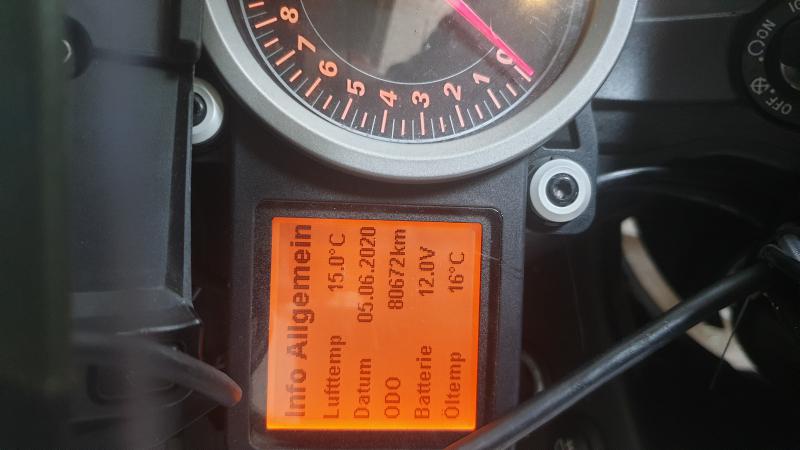 8
7
6
5
4
3
2
1
0
Info Allgemein
Lufttemp 15.0°C
Datum 05.06.2020
ODO 80672km
Batterie 12.0V
Öltemp 16°C
ON
OFF